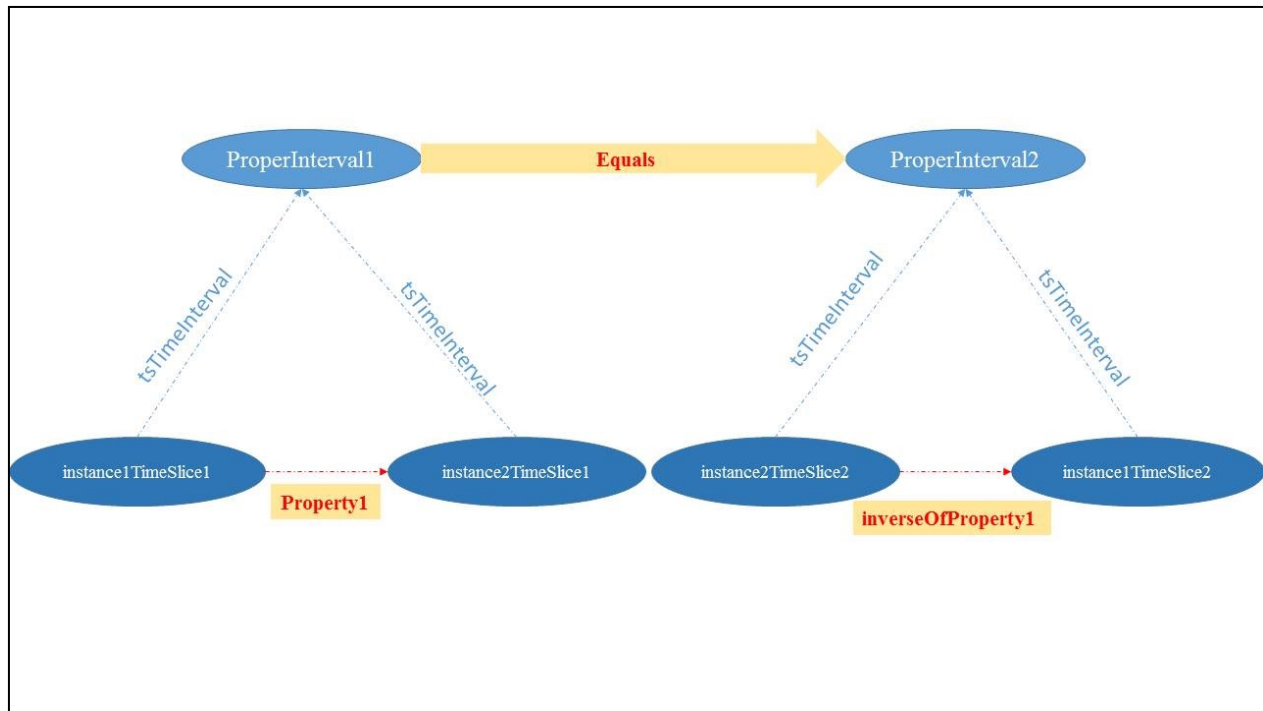 ProperInterval1
Equals
ProperInterval2
tsTimeInterval
tsTimeInterval
tsTimeInterval
tsTimeInterval
instance1TimeSlice1
instance2TimeSlice1
instance2TimeSlice2
instance1TimeSlice2
Property1
inverseOfProperty1